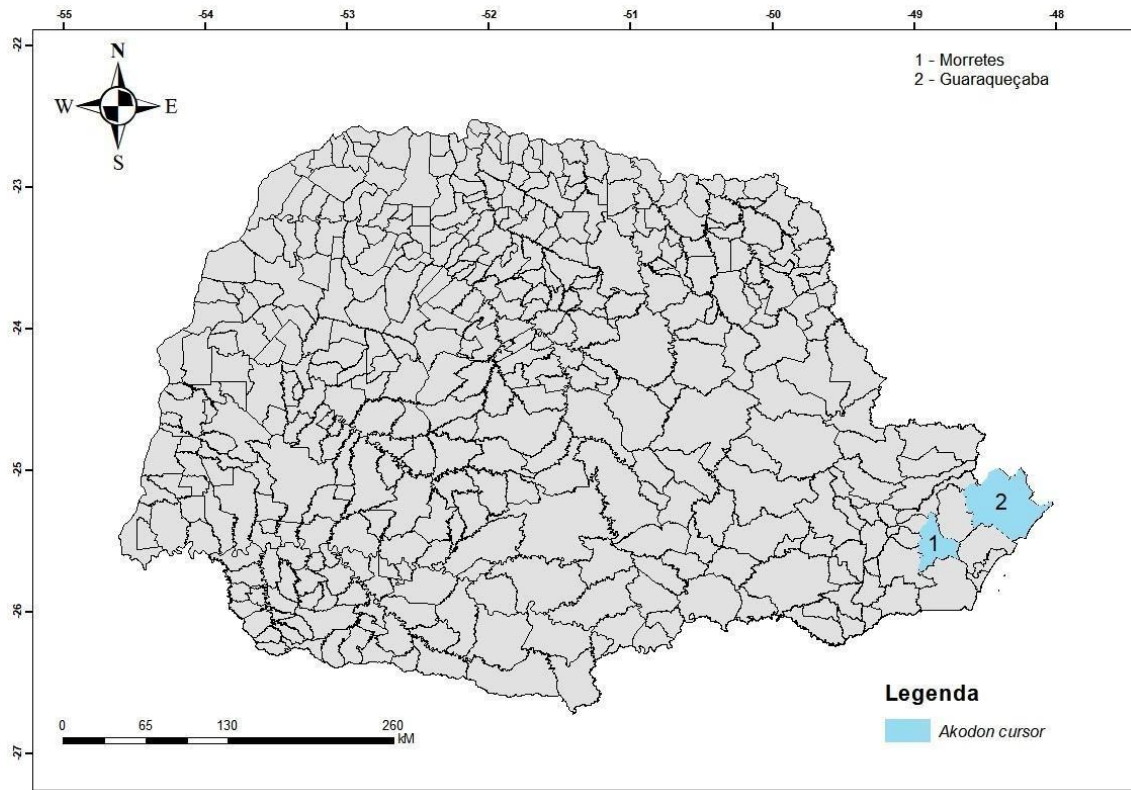 -55 -54 -53 -52 -51 -50 -49 -48
-22
N
W E
S
1 - Morretes
2 - Guaraqueçaba
-23
-24
-25
2
1
-26
Legenda
0 65 130 260
kM
Akodon cursor
-27